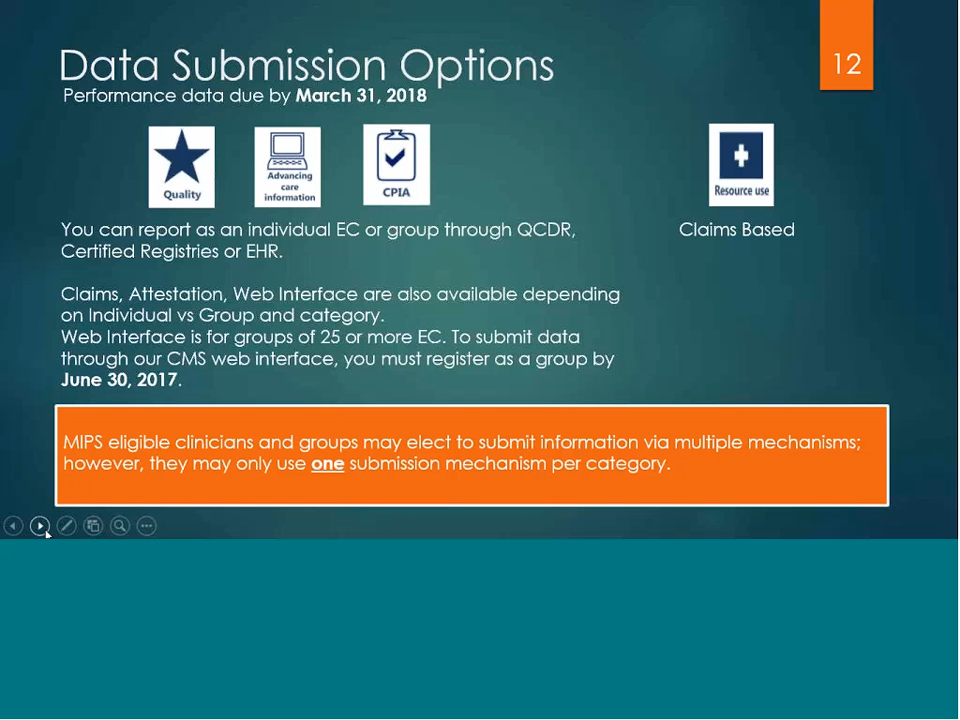 Data Submission Options
12
Performance data due by March 31, 2018
Quality
Advancing
care
information
CPIA
Resource use
You can report as an individual EC or group through QCDR,
Certified Registries or EHR.
Claims Based
Claims, Attestation, Web Interface are also available depending
on Individual vs Group and category.
Web Interface is for groups of 25 or more EC. To submit data
through our CMS web interface, you must register as a group by
June 30, 2017.
MIPS eligible clinicians and groups may elect to submit information via multiple mechanisms;
however, they may only use one submission mechanism per category.